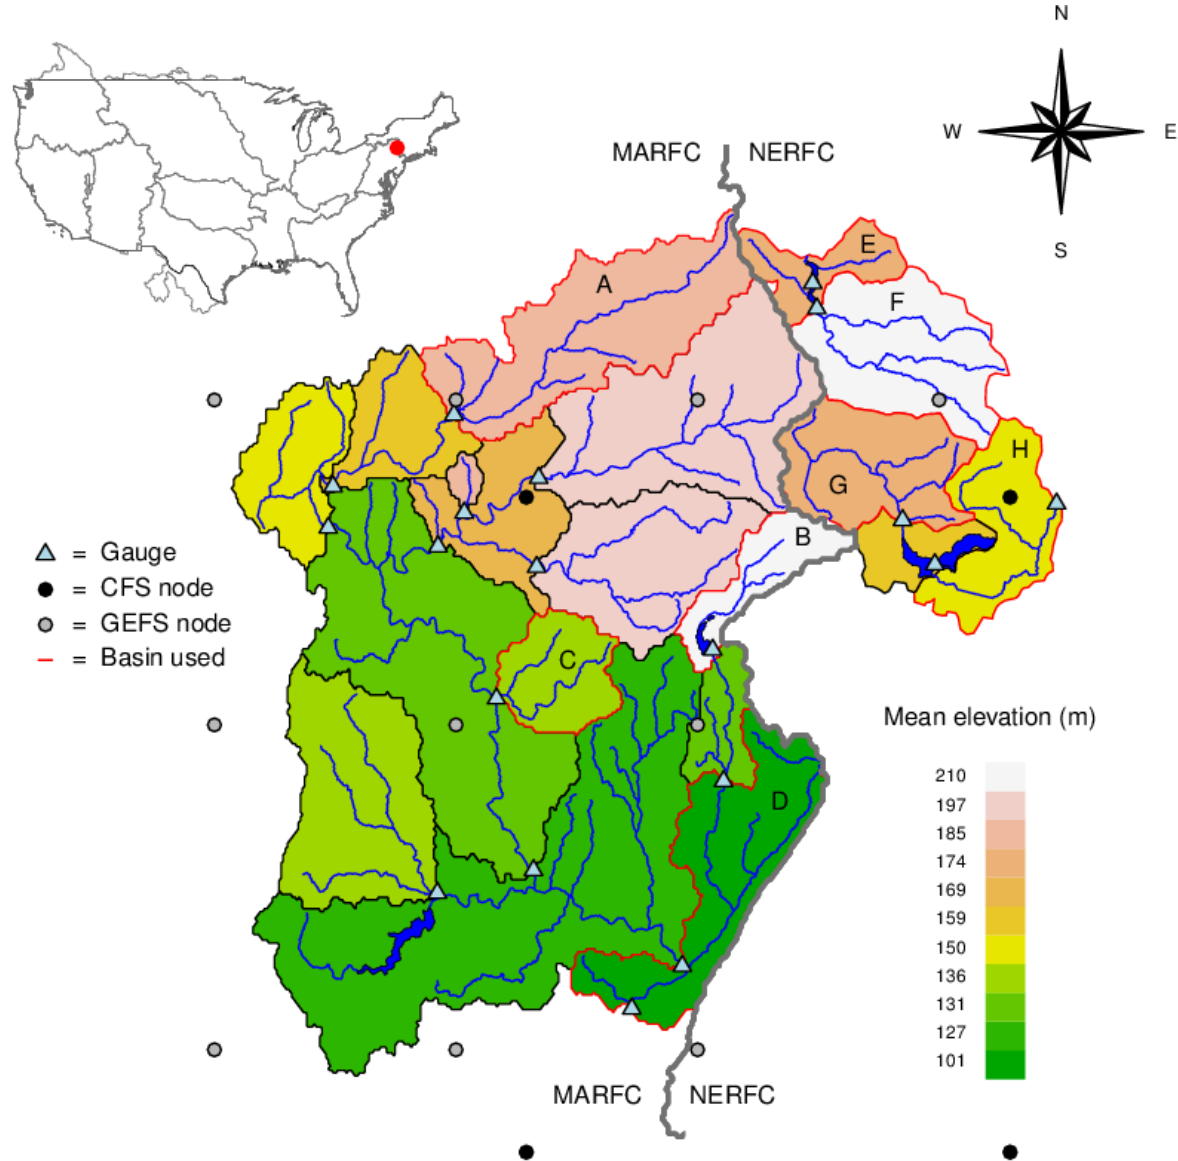 N
W E
S
MARFC NERFC
A
E
F
H
G
B
C
D
= Gauge
= CFS node
= GEFS node
= Basin used
Mean elevation (m)
210
197
185
174
169
159
150
136
131
127
101
MARFC NERFC